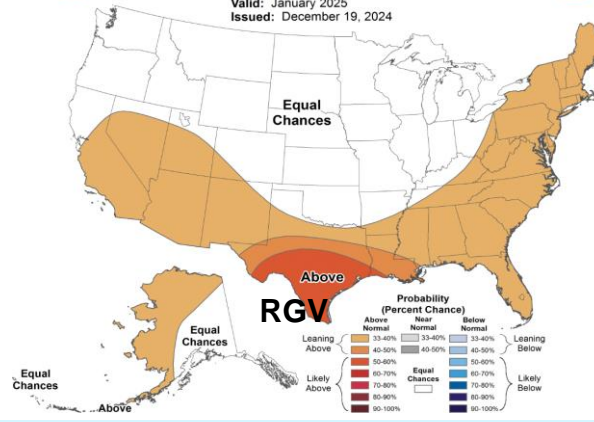 Valid: January 2025
Issued: December 19, 2024
Equal
Chances
Above
RGV
Equal
Chances
Equal
Chances
Above
Probability
(Percent Chance)
Above
Normal
Near
Normal
Below
Normal
Leaning
Above
33-40%
40-50%
33-40%
40-50%
33-40%
40-50%
Leaning
Below
Likely
Above
50-60%
60-70%
70-80%
80-90%
90-100%
Equal
Chances
50-60%
60-70%
70-80%
80-90%
90-100%
Likely
Below